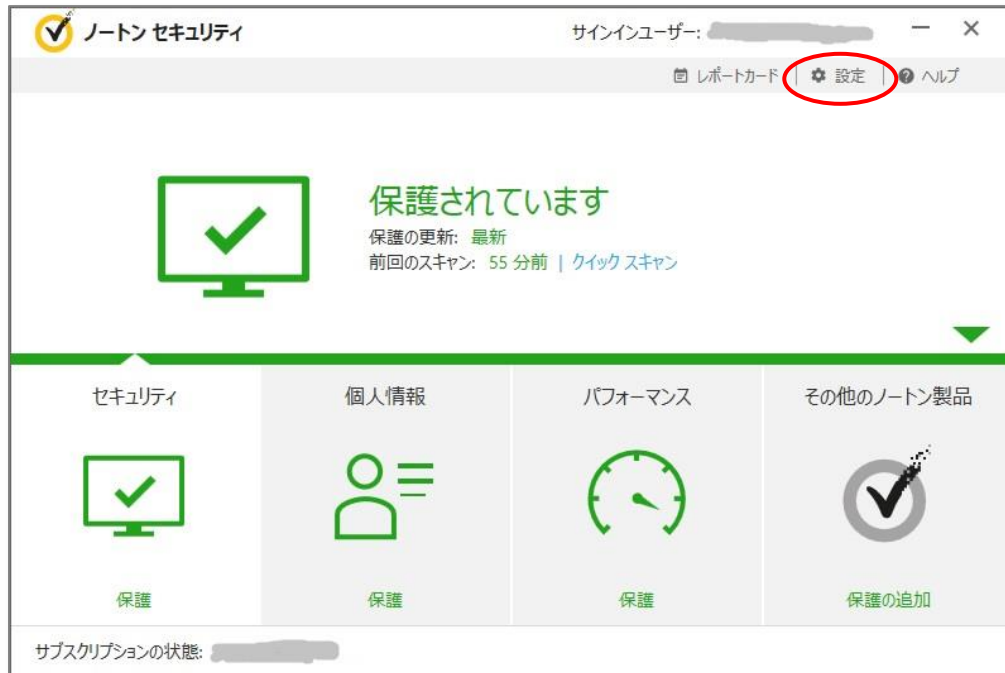 ノートン セキュリティ
サインインユーザー:
レポートカード | 設定 | ヘルプ
保護されています
保護の更新: 最新
前回のスキャン: 55 分前 | クイック スキャン
セキュリティ
個人情報
パフォーマンス
その他のノートン製品
保護
保護
保護
保護の追加
サブスクリプションの状態: